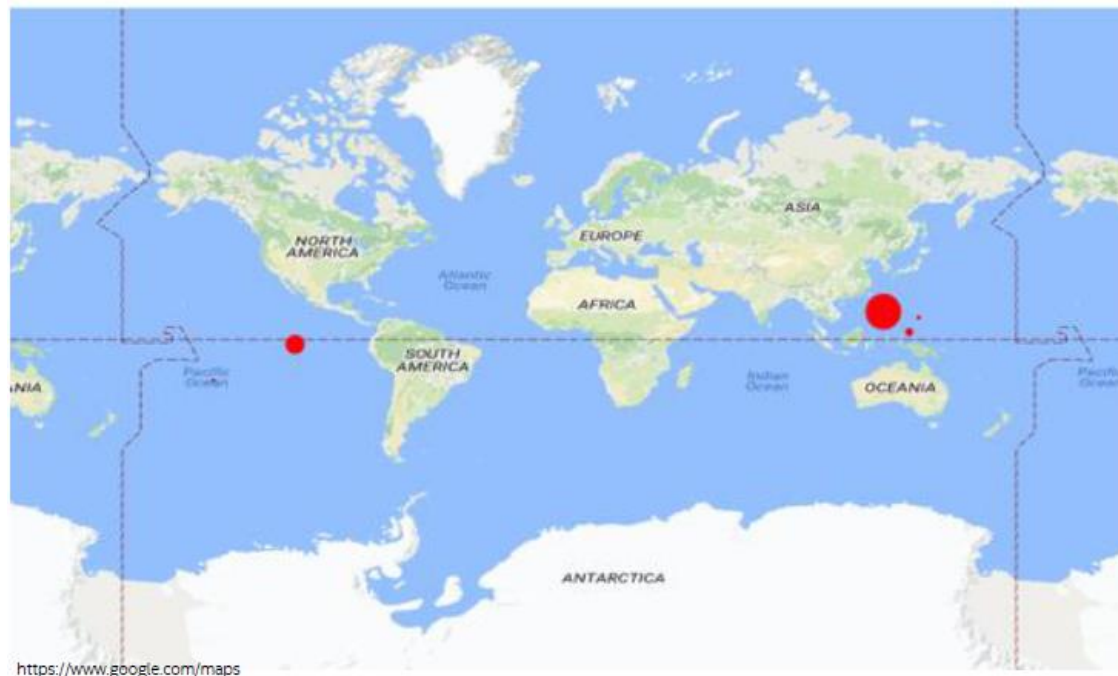 ASIA
EUROPE
NORTH
AMERICA
Atlantic
Ocean
AFRICA
SOUTH
AMERICA
Pacific
Ocean
Indian
Ocean
ANIA
OCEANIA
Pacific
Ocean
ANTARCTICA
https://www.google.com/maps